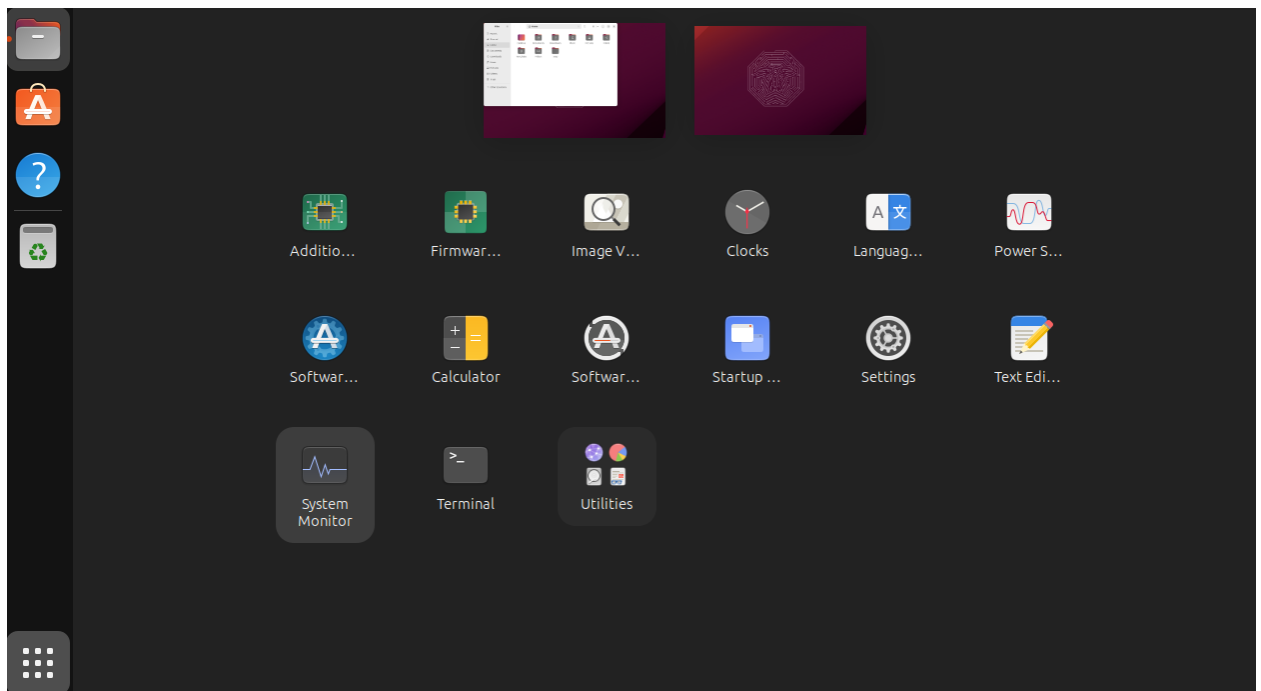 Additio...
Firmwar...
Image V...
Clocks
Languag...
Power S...
Softwar...
Calculator
Softwar...
Startup ...
Settings
Text Edi...
System
Monitor
Terminal
Utilities